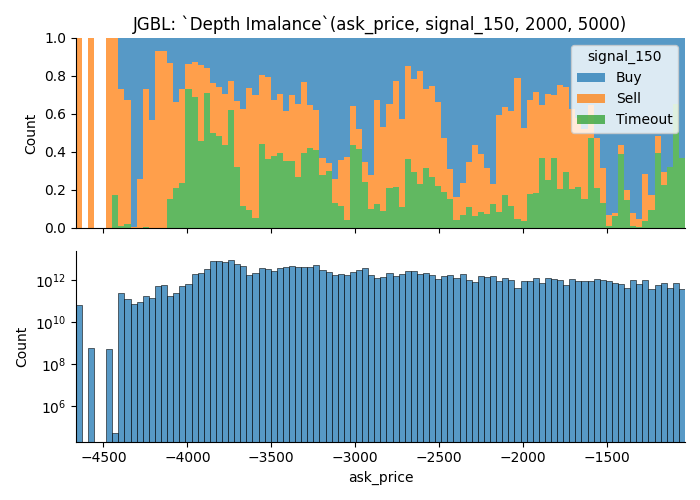 JGBL: `Depth Imalance`(ask_price, signal_150, 2000, 5000)
signal_150
Buy
Sell
Timeout
Count
1.0
0.8
0.6
0.4
0.2
0.0
Count
10^12
10^10
10^8
10^6
−4500 −4000 −3500 −3000 −2500 −2000 −1500
ask_price